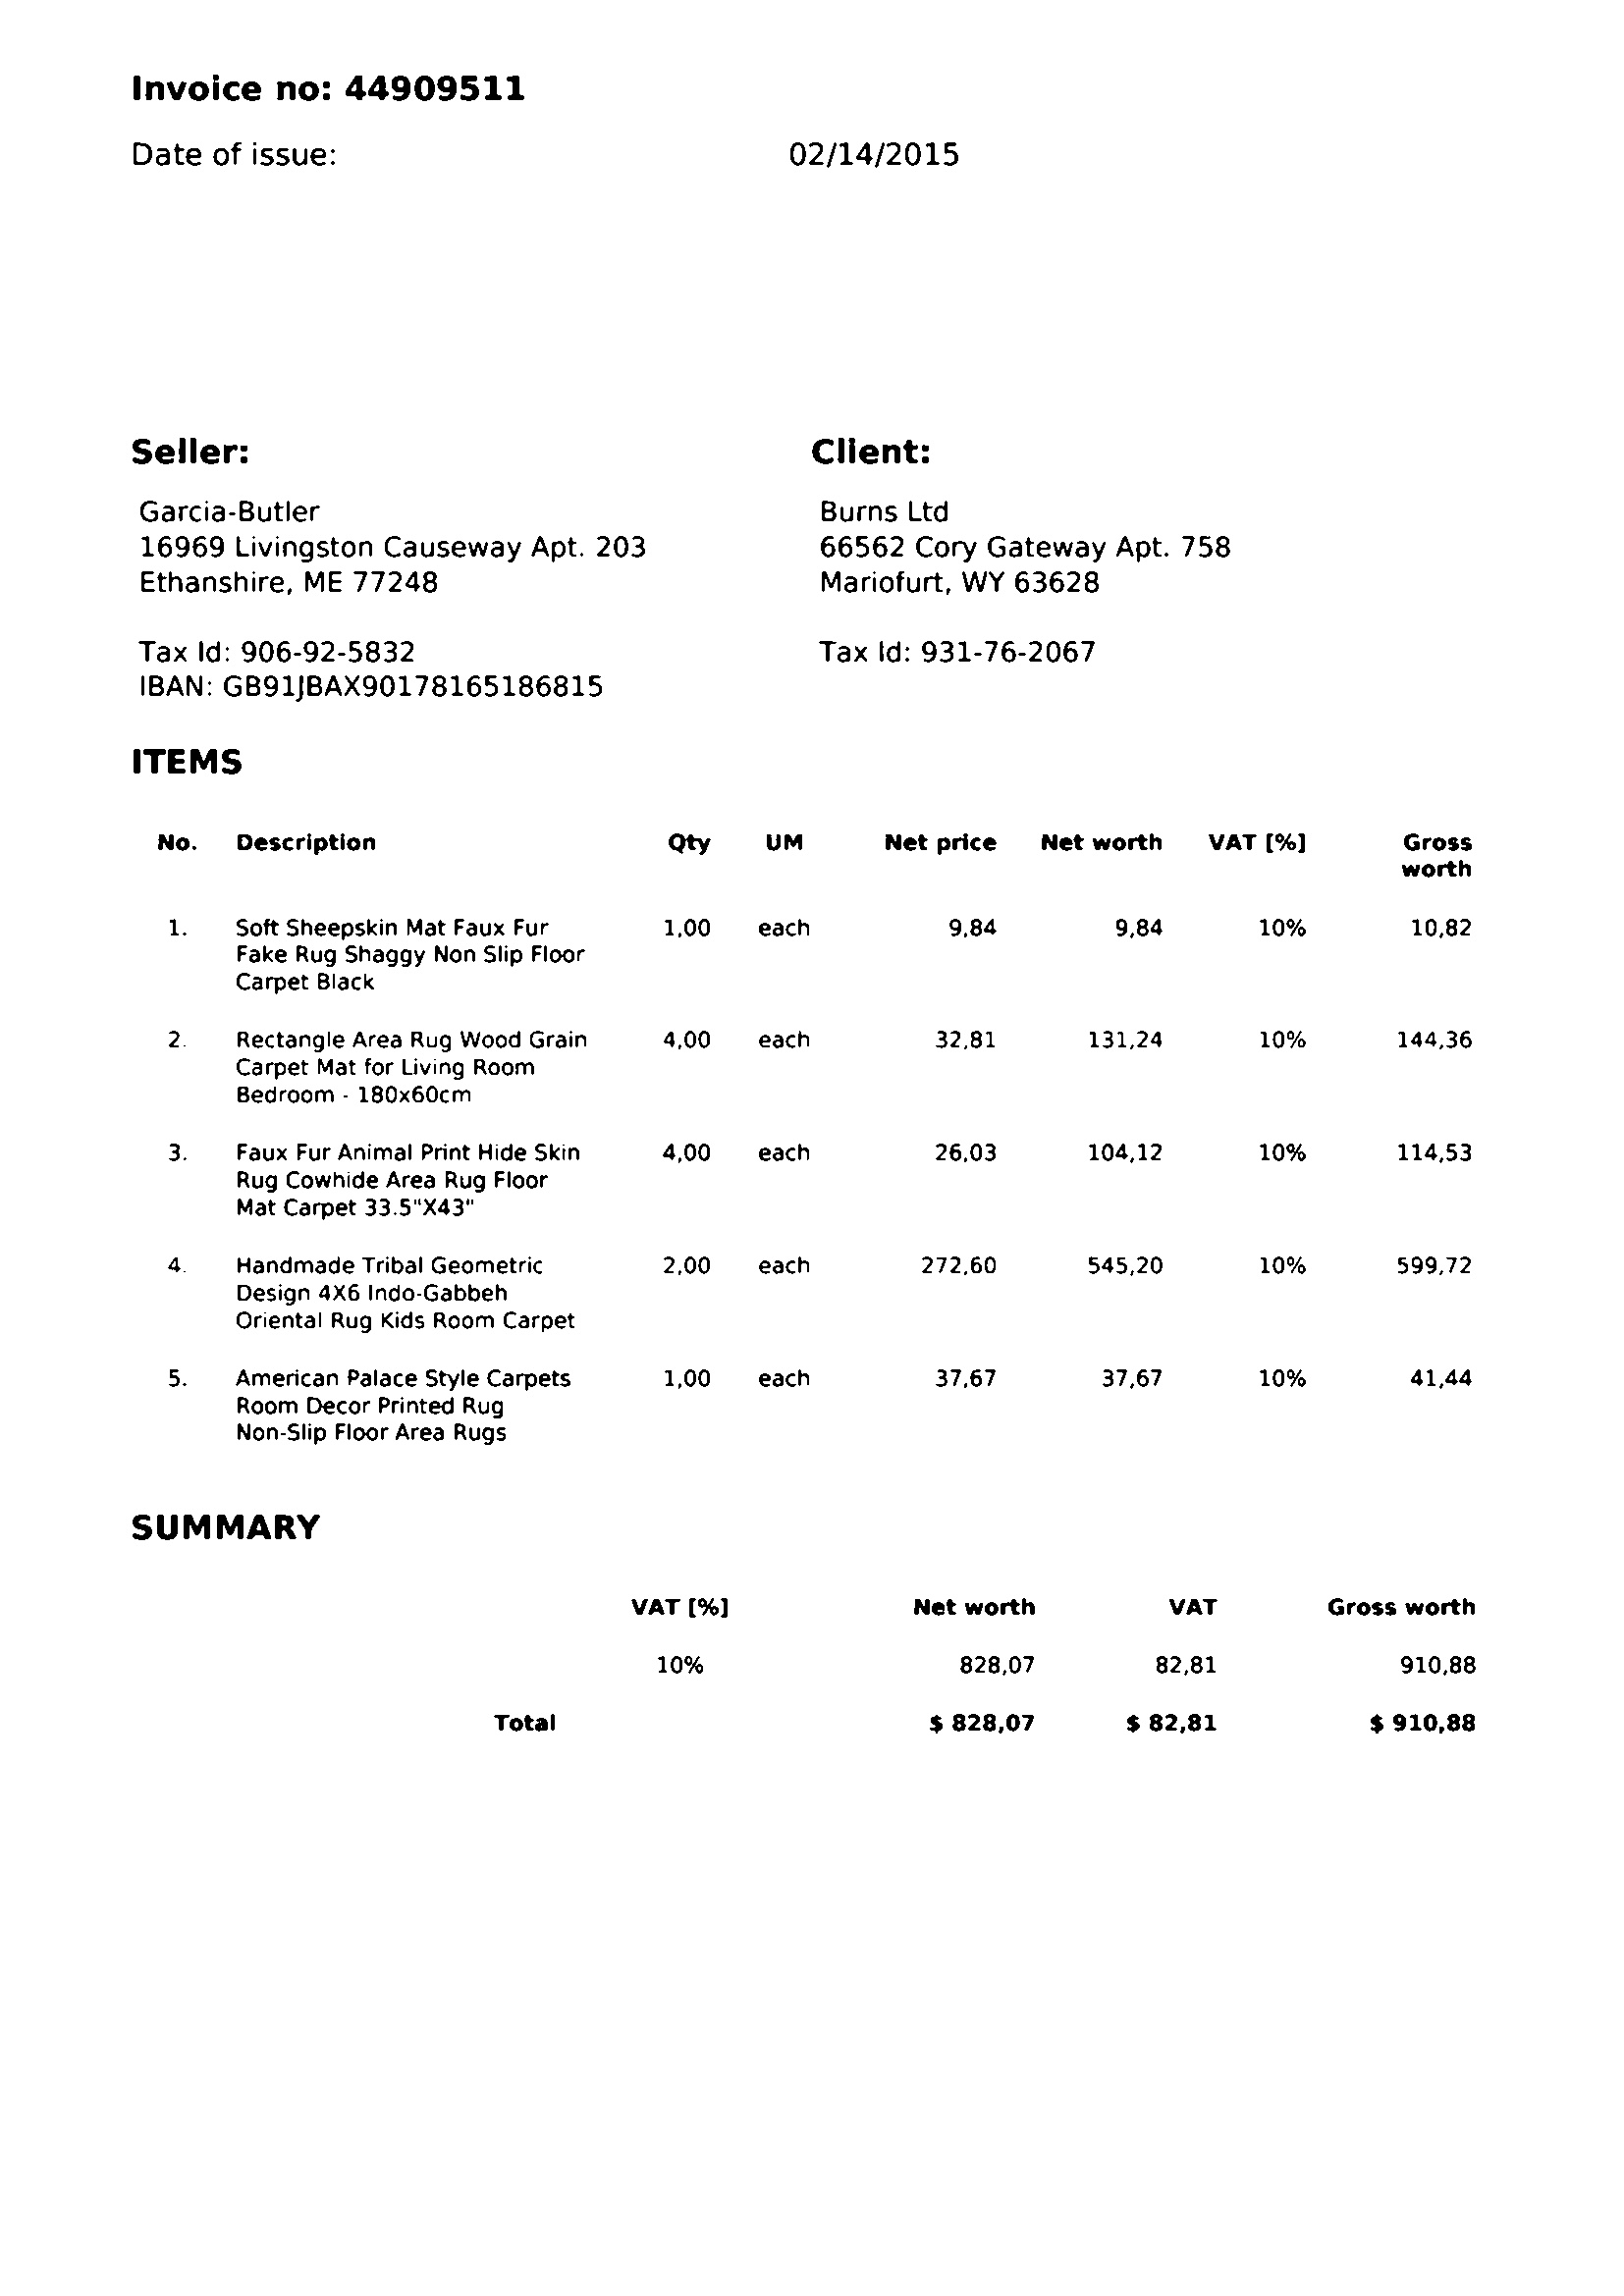 Invoice no: 44909511
Date of issue: 02/14/2015
Seller: Client:
Garcia-Butler Burns Ltd
16969 Livingston Causeway Apt. 203 66562 Cory Gateway Apt. 758
Ethanshire, ME 77248 Mariofurt, WY 63628
Tax Id: 906-92-5832 Tax Id: 931-76-2067
IBAN: GB91JBAX90178165186815
ITEMS
No. Description Qty UM Net price Net worth VAT [%] Gross
worth
1. Soft Sheepskin Mat Faux Fur 1,00 each 9,84 9,84 10% 10,82
Fake Rug Shaggy Non Slip Floor
Carpet Black
2. Rectangle Area Rug Wood Grain 4,00 each 32,81 131,24 10% 144,36
Carpet Mat for Living Room
Bedroom - 180x60cm
3. Faux Fur Animal Print Hide Skin 4,00 each 26,03 104,12 10% 114,53
Rug Cowhide Area Rug Floor
Mat Carpet 33.5"X43"
4. Handmade Tribal Geometric 2,00 each 272,60 545,20 10% 599,72
Design 4X6 Indo-Gabbeh
Oriental Rug Kids Room Carpet
5. American Palace Style Carpets 1,00 each 37,67 37,67 10% 41,44
Room Decor Printed Rug
Non-Slip Floor Area Rugs
SUMMARY
VAT [%] Net worth VAT Gross worth
10% 828,07 82,81 910,88
Total $ 828,07 $ 82,81 $ 910,88